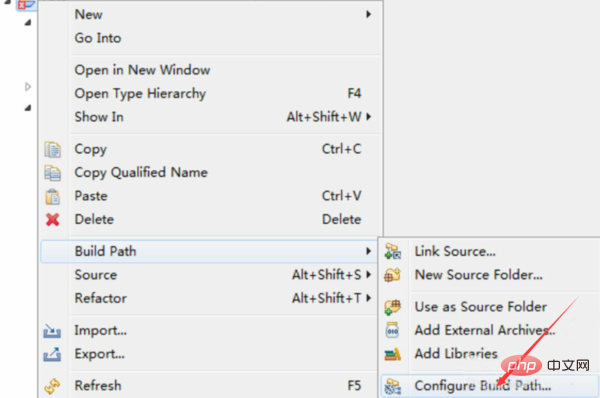 New
Go Into
Open in New Window
Open Type Hierarchy F4
Show In Alt+Shift+W
Copy Ctrl+C
Copy Qualified Name
Paste Ctrl+V
Delete Delete
Build Path
Source Alt+Shift+S
Refactor Alt+Shift+T
Import...
Export...
Refresh F5
Link Source...
New Source Folder...
Use as Source Folder
Add External Archives...
Add Libraries
Configure Build Path...
php 中文网